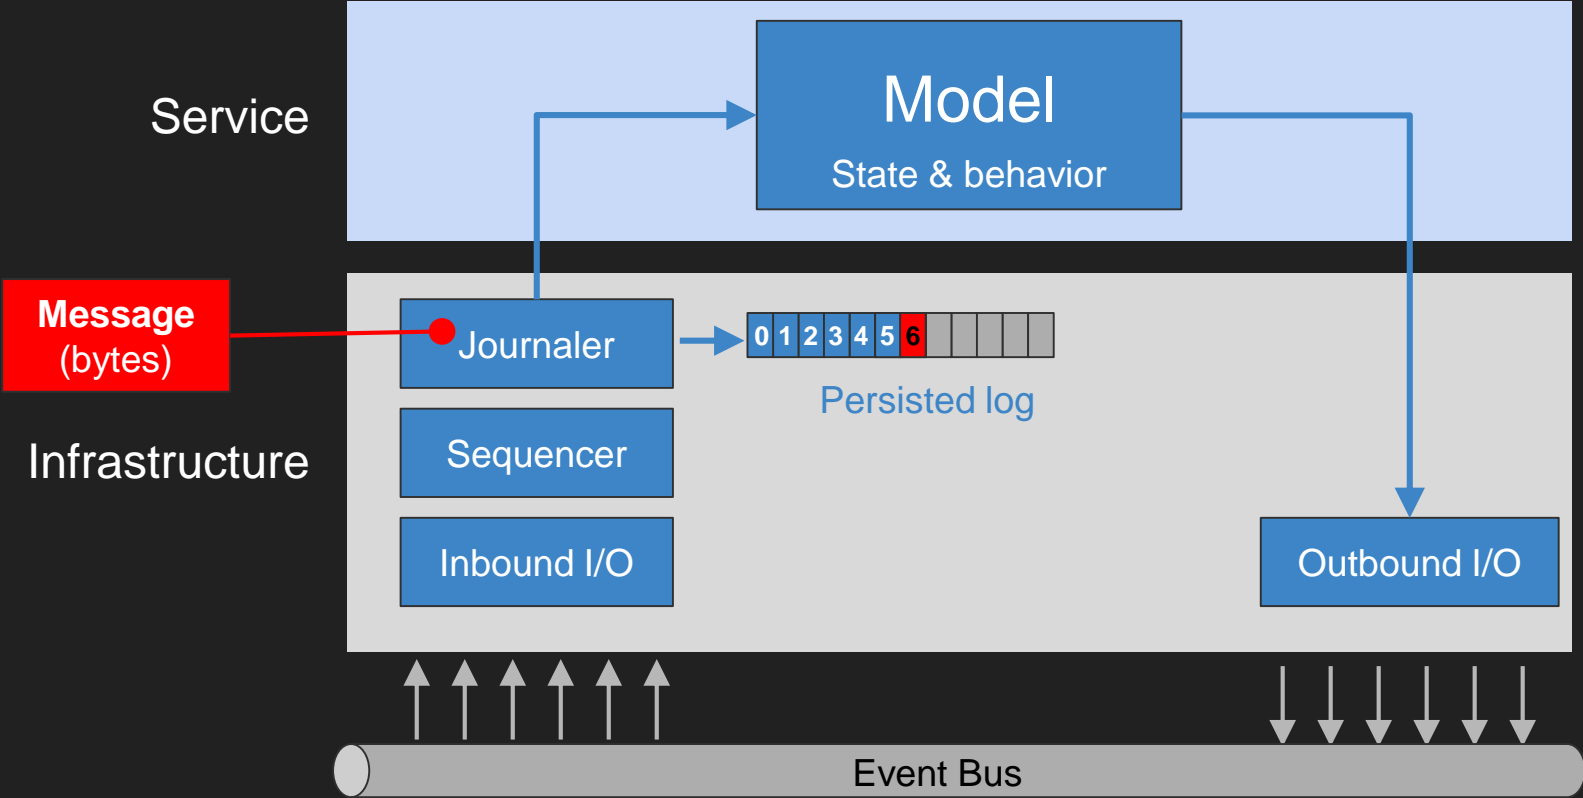 Service
Model
State & behavior
Message
(bytes)
Journaler
0 1 2 3 4 5 6
Persisted log
Infrastructure
Sequencer
Inbound I/O
Outbound I/O
Event Bus